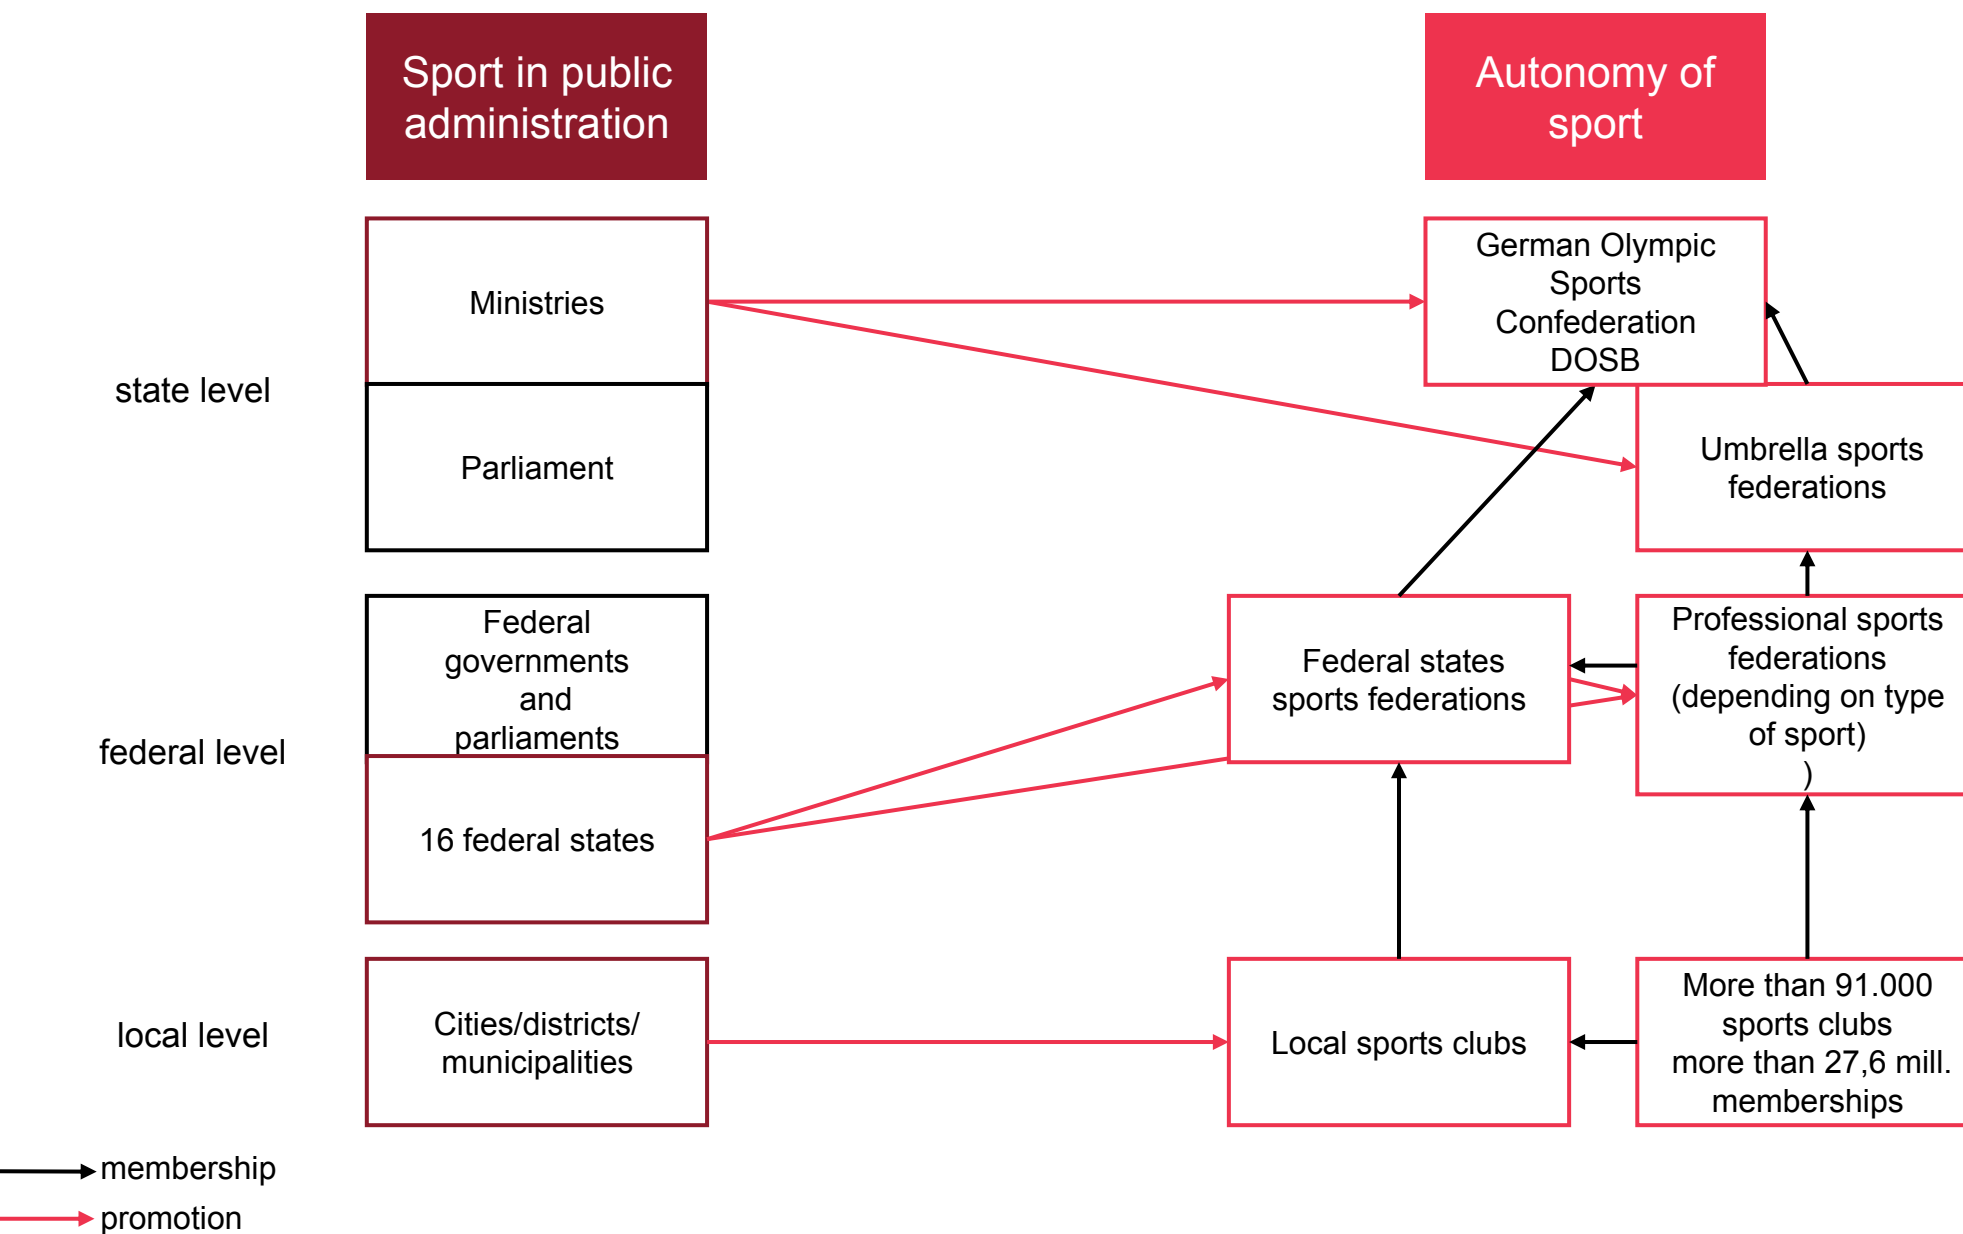 Sport in public
administration
Autonomy of
sport
state level
Ministries
German Olympic
Sports
Confederation
DOSB
Parliament
Umbrella sports
federations
federal level
Federal
governments
and
parliaments
16 federal states
Federal states
sports federations
Professional sports
federations
(depending on type
of sport)
)
local level
Cities/districts/
municipalities
Local sports clubs
More than 91.000
sports clubs
more than 27,6 mill.
memberships
membership
promotion